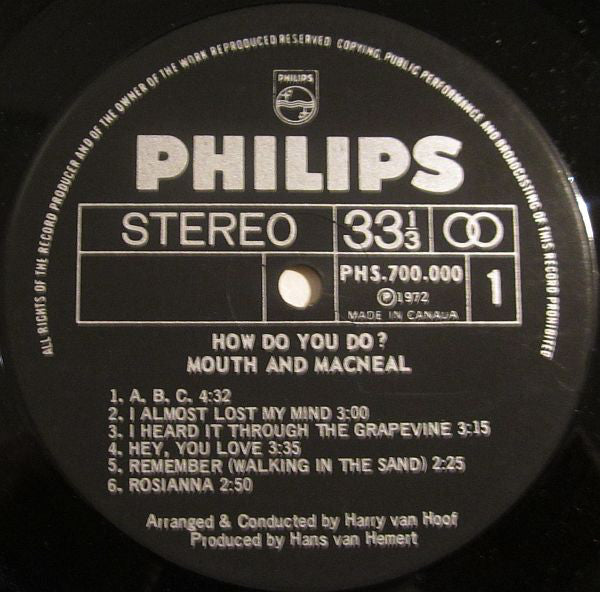 ALL RIGHTS OF THE RECORD PRODUCER AND OF THE OWNER OF THE WORK REPRODUCED RESERVED COPYING, PUBLIC PERFORMANCE AND BROADCASTING OF THIS RECORD PROHIBITED
PHILIPS
PHILIPS
STEREO 33 1/3
PHS.700.000 1
Ⓟ1972
MADE IN CANADA
HOW DO YOU DO?
MOUTH AND MACNEAL
1. A. B. C. 4:32
2. I ALMOST LOST MY MIND 3:00
3. I HEARD IT THROUGH THE GRAPEVINE 3:15
4. HEY, YOU LOVE 3:35
5. REMEMBER (WALKING IN THE SAND) 2:25
6. ROSIANNA 2:50
Arranged & Conducted by Harry van Hoof
Produced by Hans van Hemert